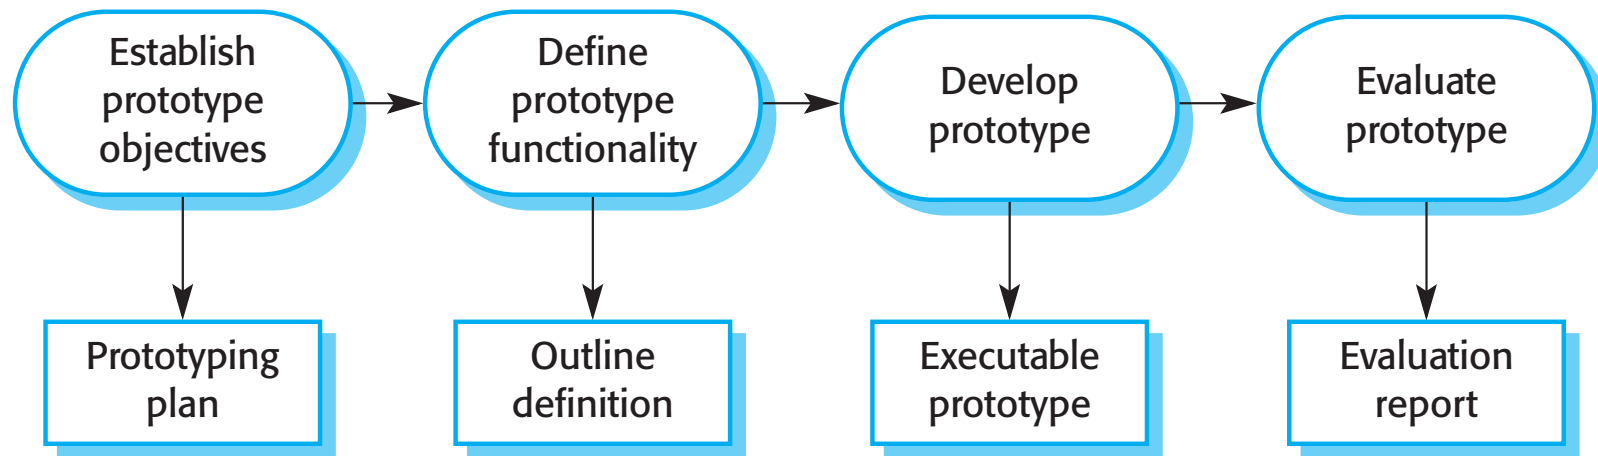 Establish
prototype
objectives
Define
prototype
functionality
Develop
prototype
Evaluate
prototype
Prototyping
plan
Outline
definition
Executable
prototype
Evaluation
report